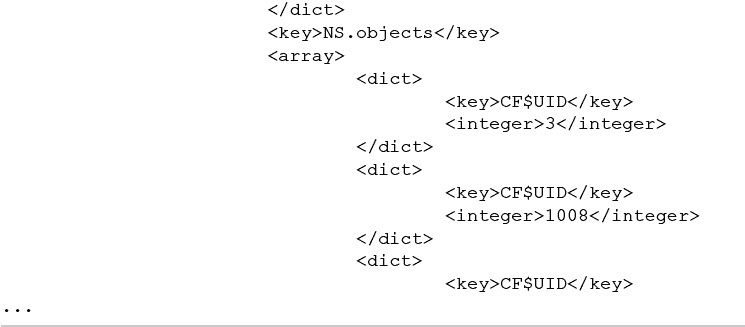 </dict>
<key>NS.objects</key>
<array>
<dict>
<key>CF$UID</key>
<integer>3</integer>
</dict>
<dict>
<key>CF$UID</key>
<integer>1008</integer>
</dict>
<dict>
<key>CF$UID</key>
...